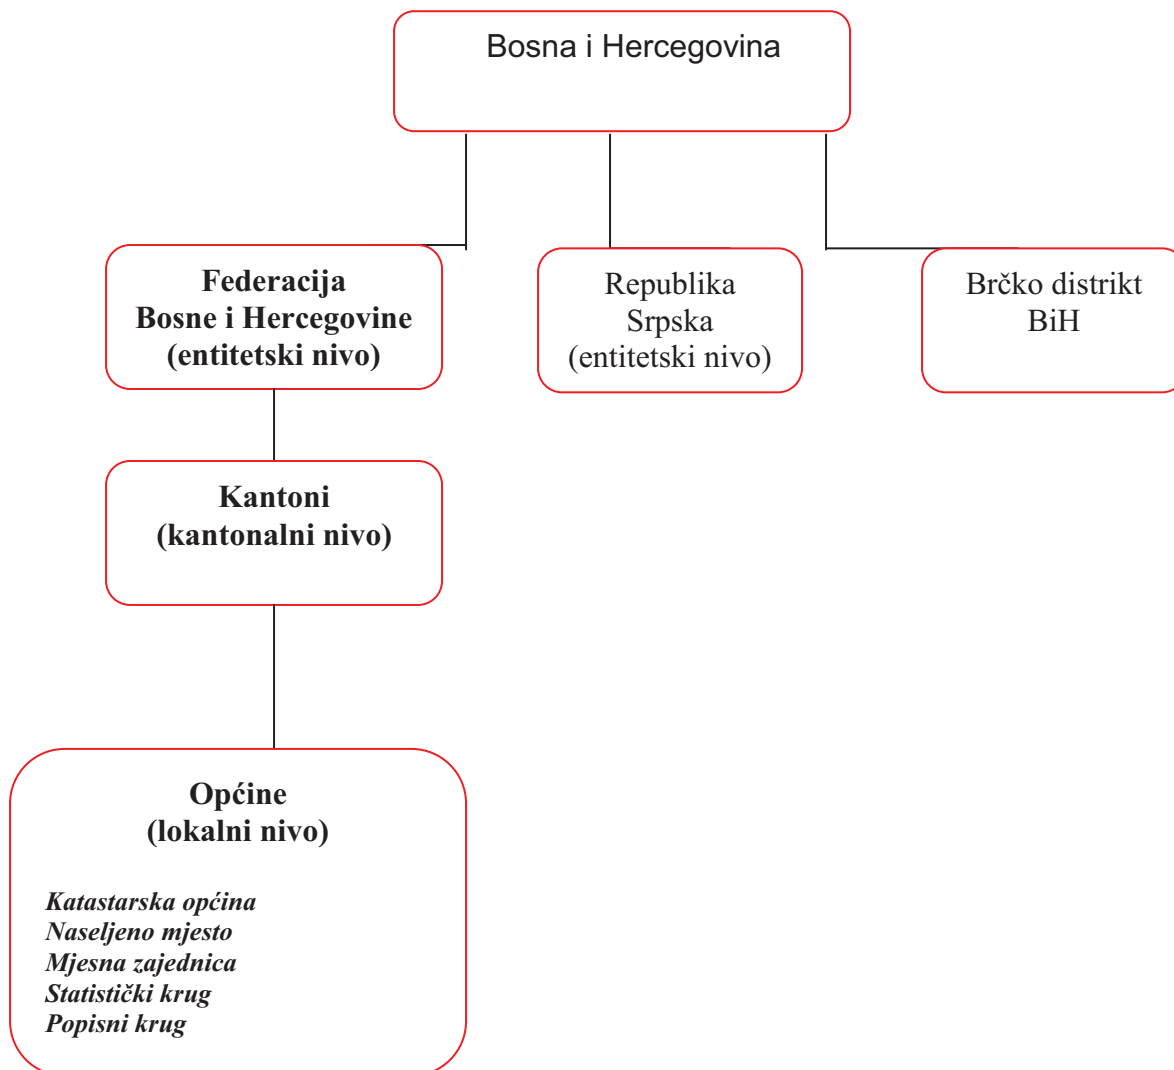 Bosna i Hercegovina
Federacija
Bosne i Hercegovine
(entitetski nivo)
Republika
Srpska
(entitetski nivo)
Brčko distrikt
BiH
Kantoni
(kantonalni nivo)
Općine
(lokalni nivo)
Katastarska općina
Naseljeno mjesto
Mjesna zajednica
Statistički krug
Popisni krug